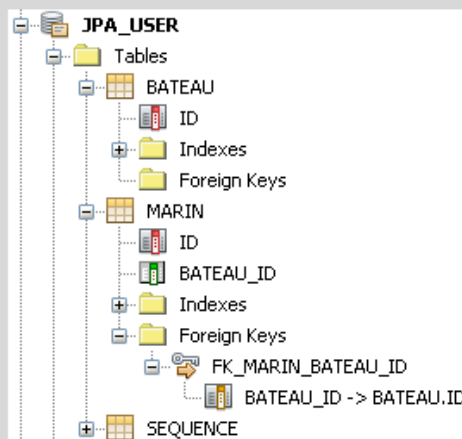 JPA_USER
Tables
BATEAU
ID
Indexes
Foreign Keys
MARIN
ID
BATEAU_ID
Indexes
Foreign Keys
FK_MARIN_BATEAU_ID
BATEAU_ID -> BATEAU.ID
SEQUENCE